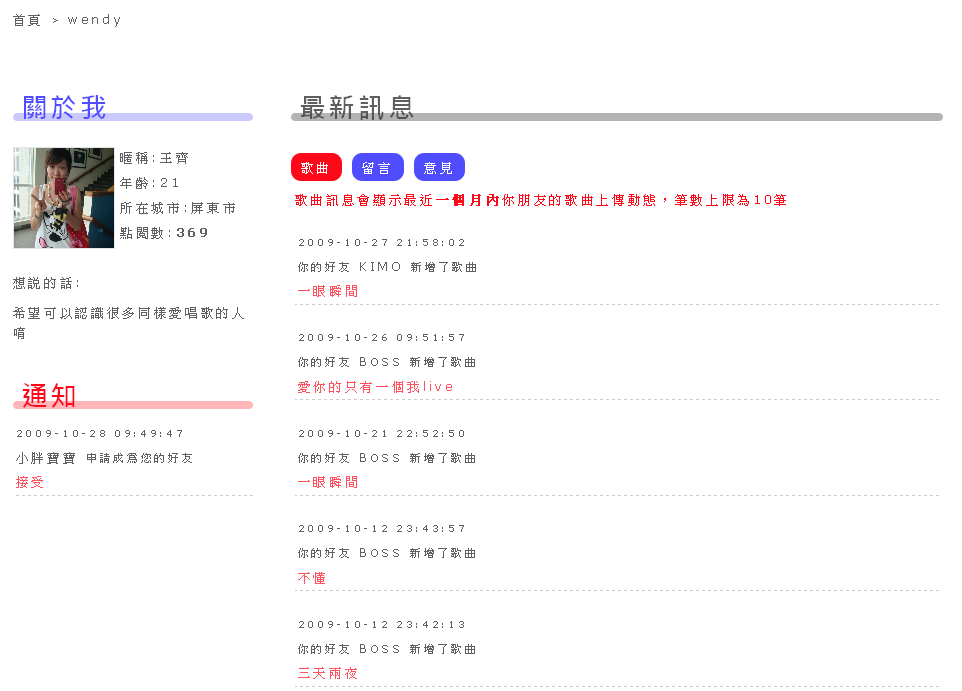 首頁 > wendy
關於我
暱稱:王齊
年齡:21
所在城市:屏東市
點閱數:369
想說的話:
希望可以認識很多同樣愛唱歌的人
唷
通知
2009-10-28 09:49:47
小胖寶寶 申請成為您的好友
接受
最新訊息
歌曲 留言 意見
歌曲訊息會顯示最近一個月內你朋友的歌曲上傳動態，筆數上限為10筆
2009-10-27 21:58:02
你的好友 KIMO 新增了歌曲
一眼瞬間
2009-10-26 09:51:57
你的好友 BOSS 新增了歌曲
愛你的只有一個我live
2009-10-21 22:52:50
你的好友 BOSS 新增了歌曲
一眼瞬間
2009-10-12 23:43:57
你的好友 BOSS 新增了歌曲
不懂
2009-10-12 23:42:13
你的好友 BOSS 新增了歌曲
三天兩夜